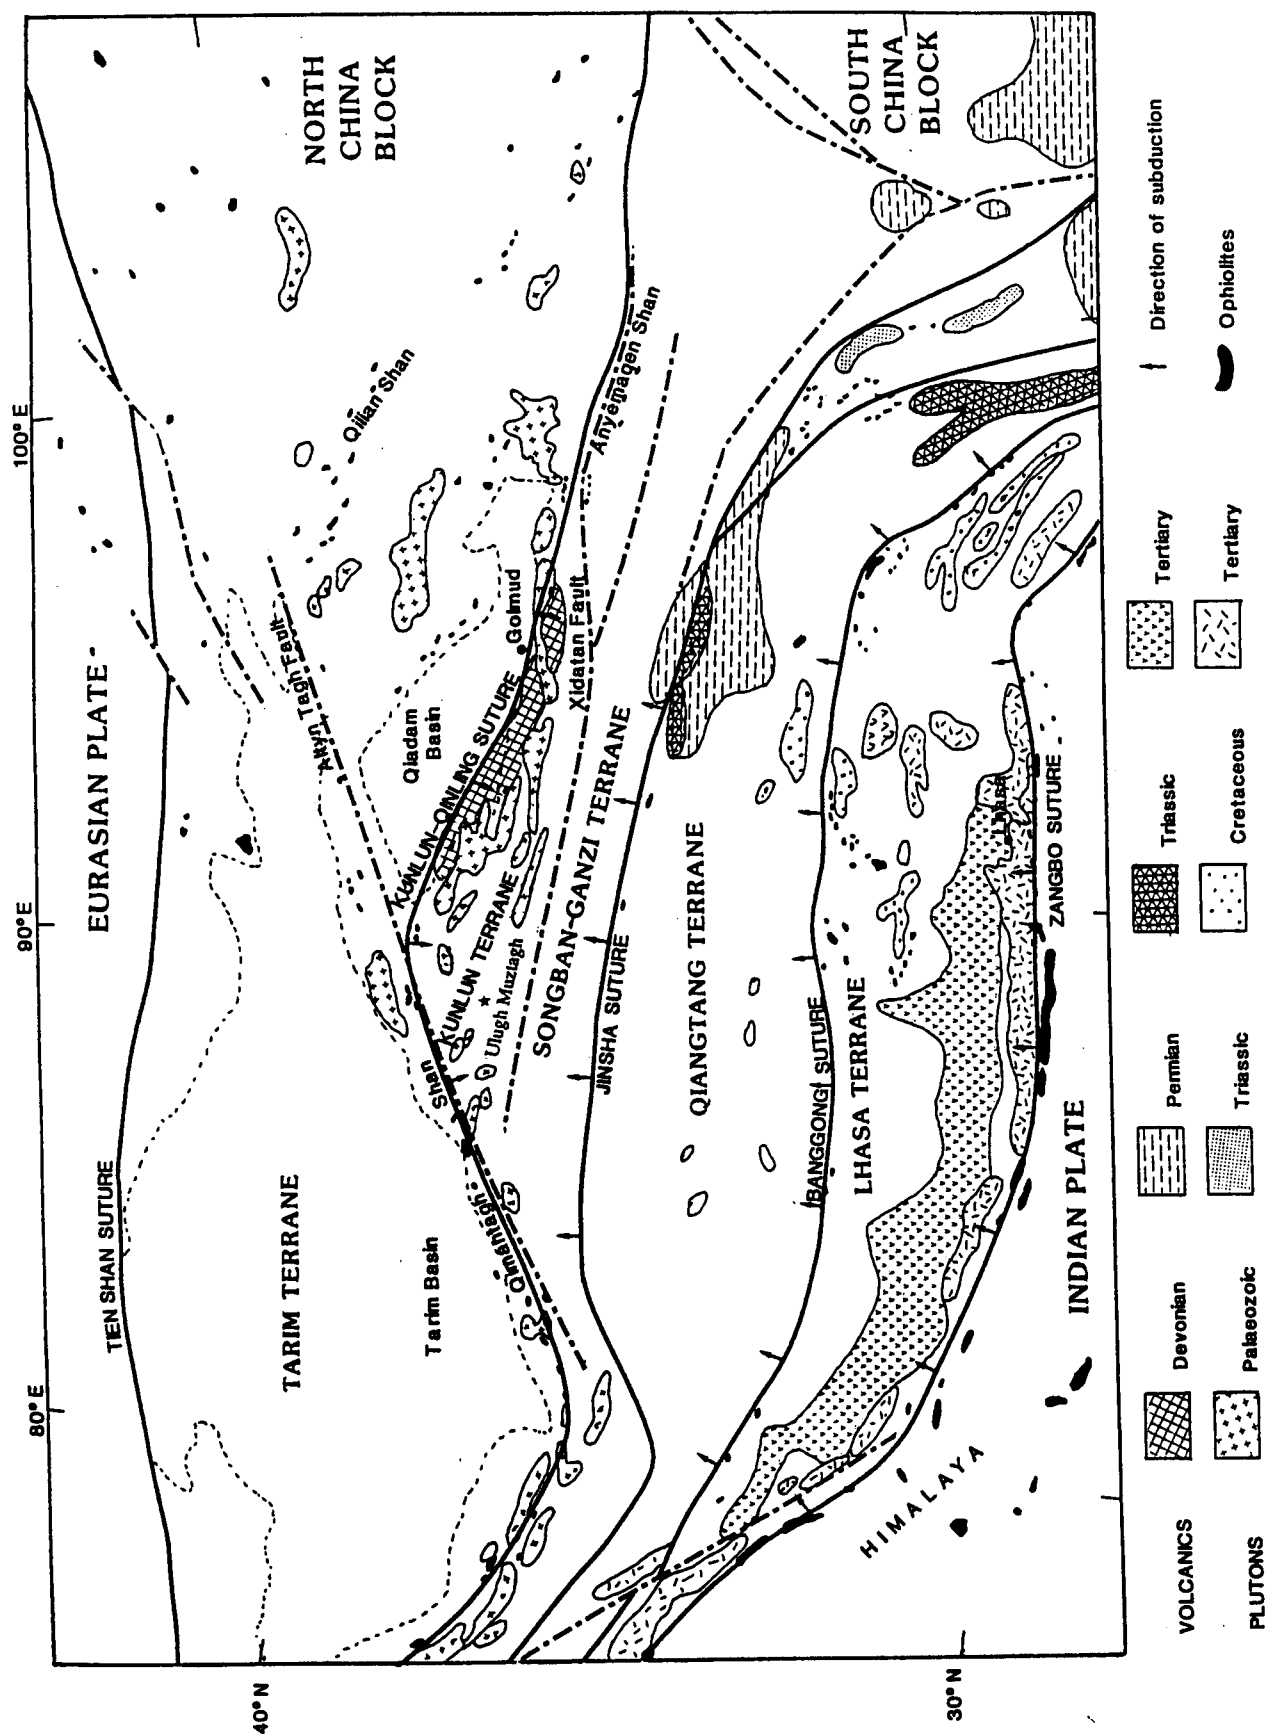 100° E
90° E
80° E
40° N
30° N
EURASIAN PLATE
TIEN SHAN SUTURE
TARIM TERRANE
Tarim Basin
NORTH
CHINA
BLOCK
Qilian Shan
Altyn Tagh Fault
Qiadam
Basin
Golmud
KUNLUN-QINLING SUTURE
KUNLUN TERRANE
Ulugh Muztagh
Shan
Qimantagh
Xidatan Fault
Anyemaqen Shan
SONGBAN-GANZI TERRANE
JINSHA SUTURE
QIANGTANG TERRANE
BANGGONG SUTURE
LHASA TERRANE
Lhasa
ZANGBO SUTURE
INDIAN PLATE
HIMALAYA
SOUTH
CHINA
BLOCK
VOLCANICS
Devonian
Permian
Triassic
Tertiary
Direction of subduction
PLUTONS
Palaeozoic
Triassic
Cretaceous
Tertiary
Ophiolites